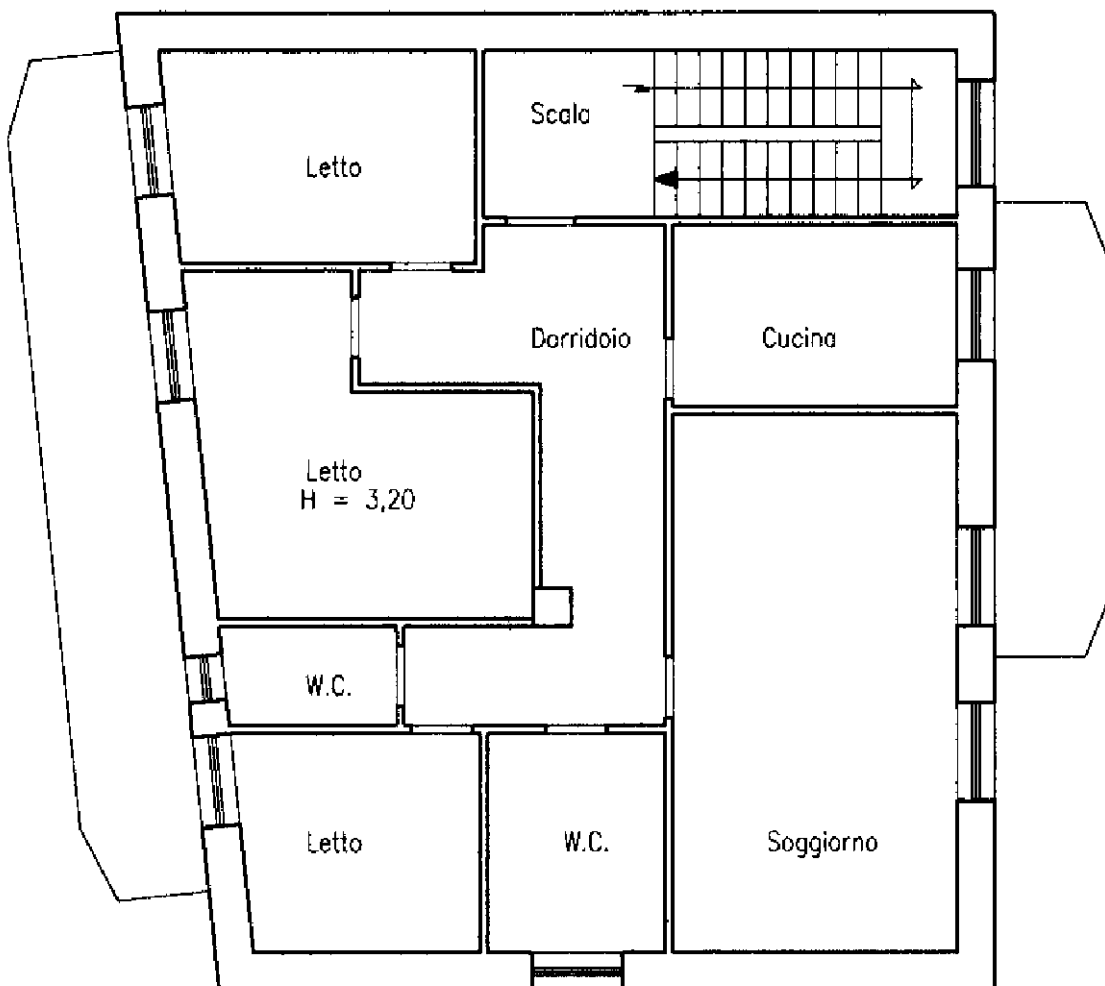 Scala
Letto
Dorridoio
Cucina
Letto
H = 3,20
W.C.
Letto
W.C.
Soggiorno